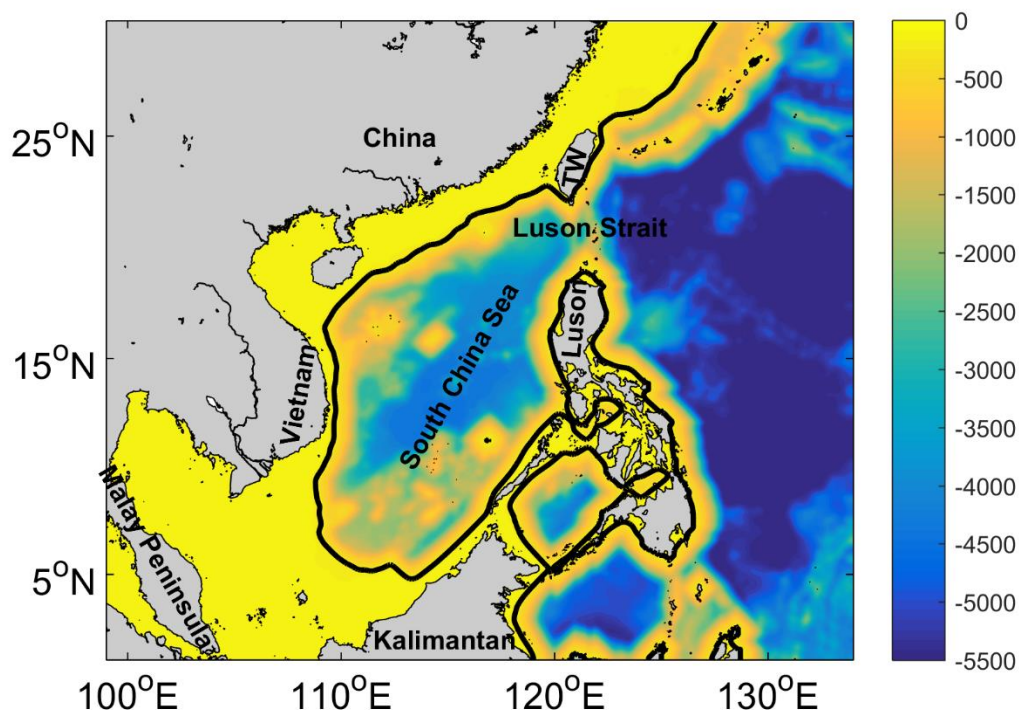 25°N
15°N
5°N
100°E
110°E
120°E
130°E
China
TW
Luson Strait
Luson
South China Sea
Vietnam
Malay Peninsula
Kalimantan
0
-500
-1000
-1500
-2000
-2500
-3000
-3500
-4000
-4500
-5000
-5500